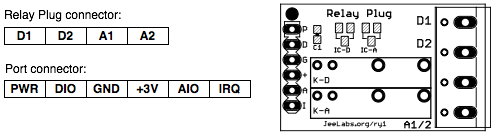 Relay Plug connector:
D1 D2 A1 A2
Port connector:
PWR DIO GND +3V AIO IRQ
Relay Plug
P
D
G
+
A
I
C1
IC-D IC-A
K-D
K-A
JeeLabs.org/ry1
D1
D2
A1/2